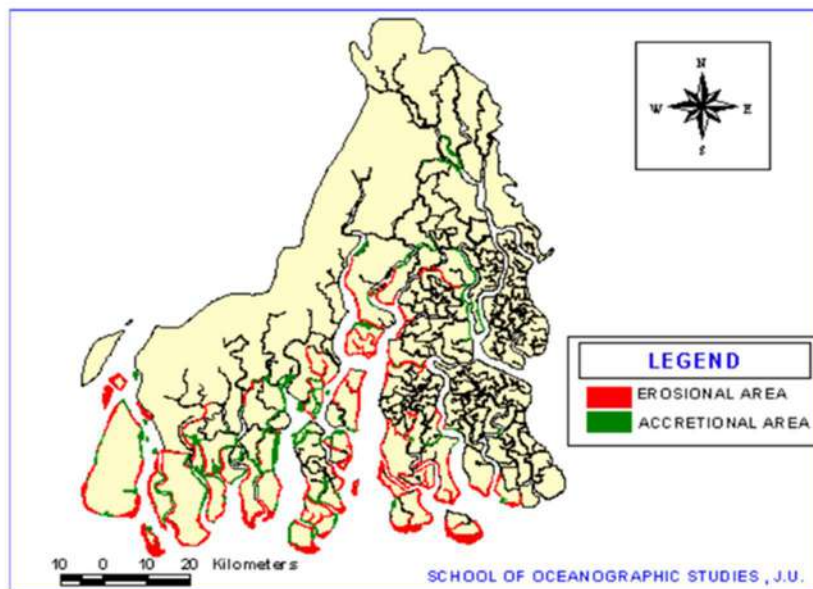 N
W E
S
LEGEND
EROSIONAL AREA
ACCRETIONAL AREA
10 0 10 20 Kilometers
SCHOOL OF OCEANOGRAPHIC STUDIES , J.U.